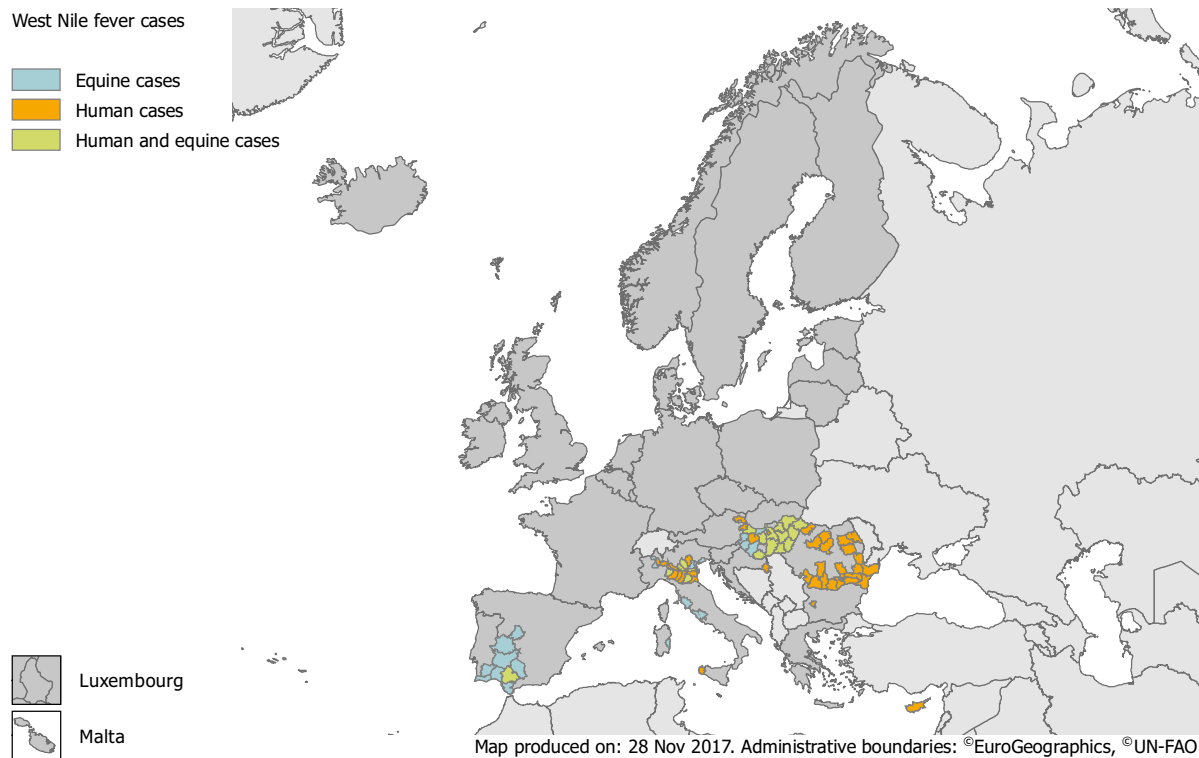 West Nile fever cases
Equine cases
Human cases
Human and equine cases
Luxembourg
Malta
Map produced on: 28 Nov 2017. Administrative boundaries: ©EuroGeographics, ©UN-FAO